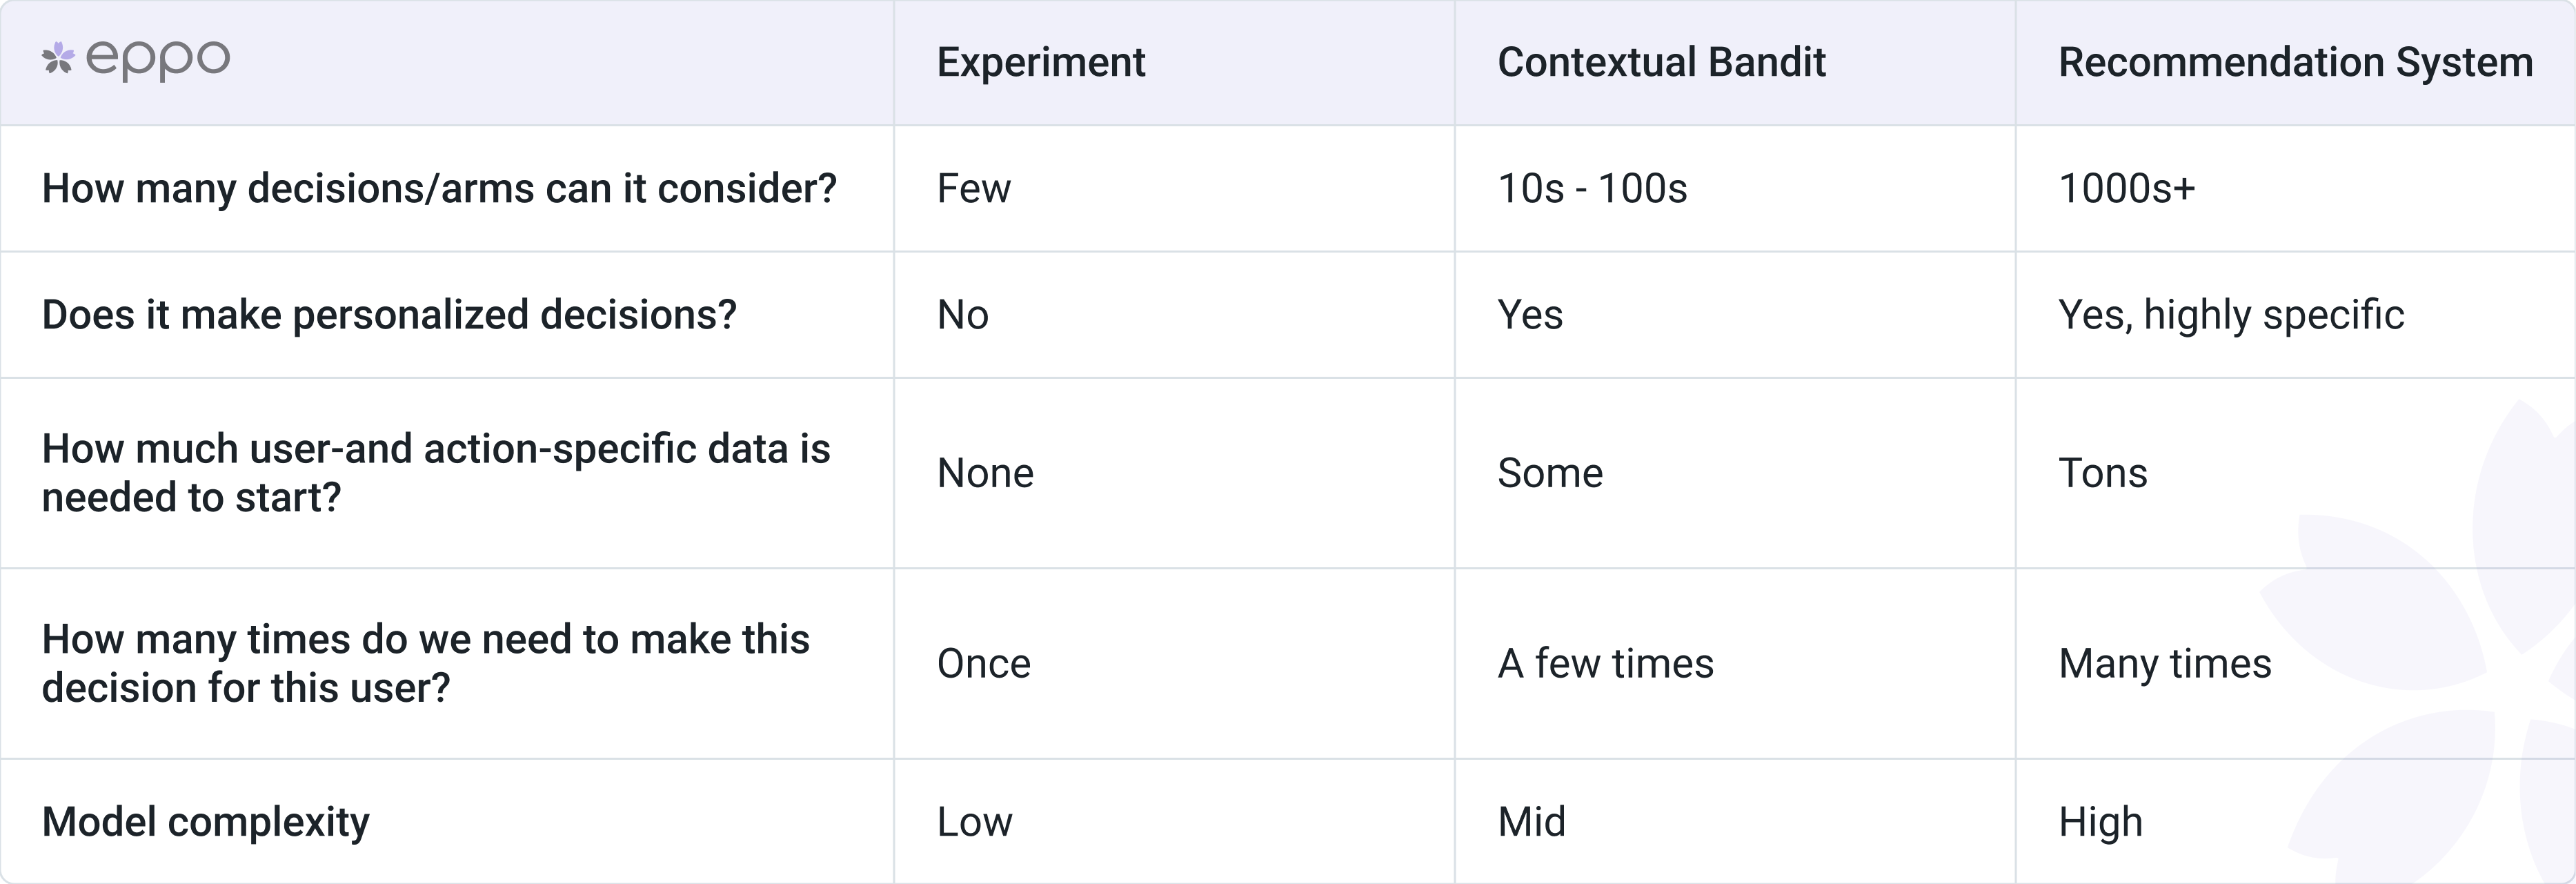 eppo
Experiment
Contextual Bandit
Recommendation System
How many decisions/arms can it consider?
Few
10s - 100s
1000s+
Does it make personalized decisions?
No
Yes
Yes, highly specific
How much user-and action-specific data is
needed to start?
None
Some
Tons
How many times do we need to make this
decision for this user?
Once
A few times
Many times
Model complexity
Low
Mid
High